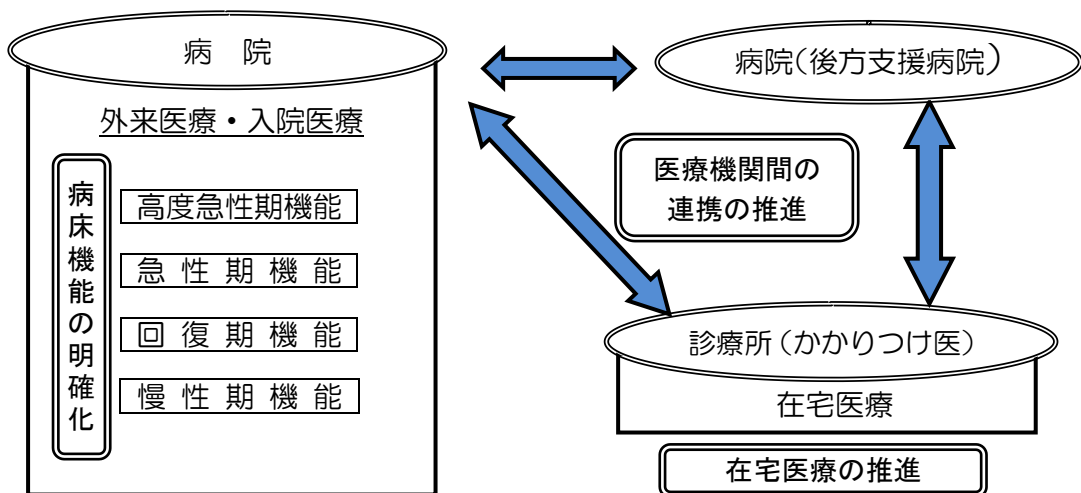 病　院
外来医療・入院医療
病床機能の明確化
高度急性期機能
急 性 期 機 能
回 復 期 機 能
慢 性 期 機 能
病院（後方支援病院）
医療機関間の
連携の推進
診療所（かかりつけ医）
在宅医療
在宅医療の推進